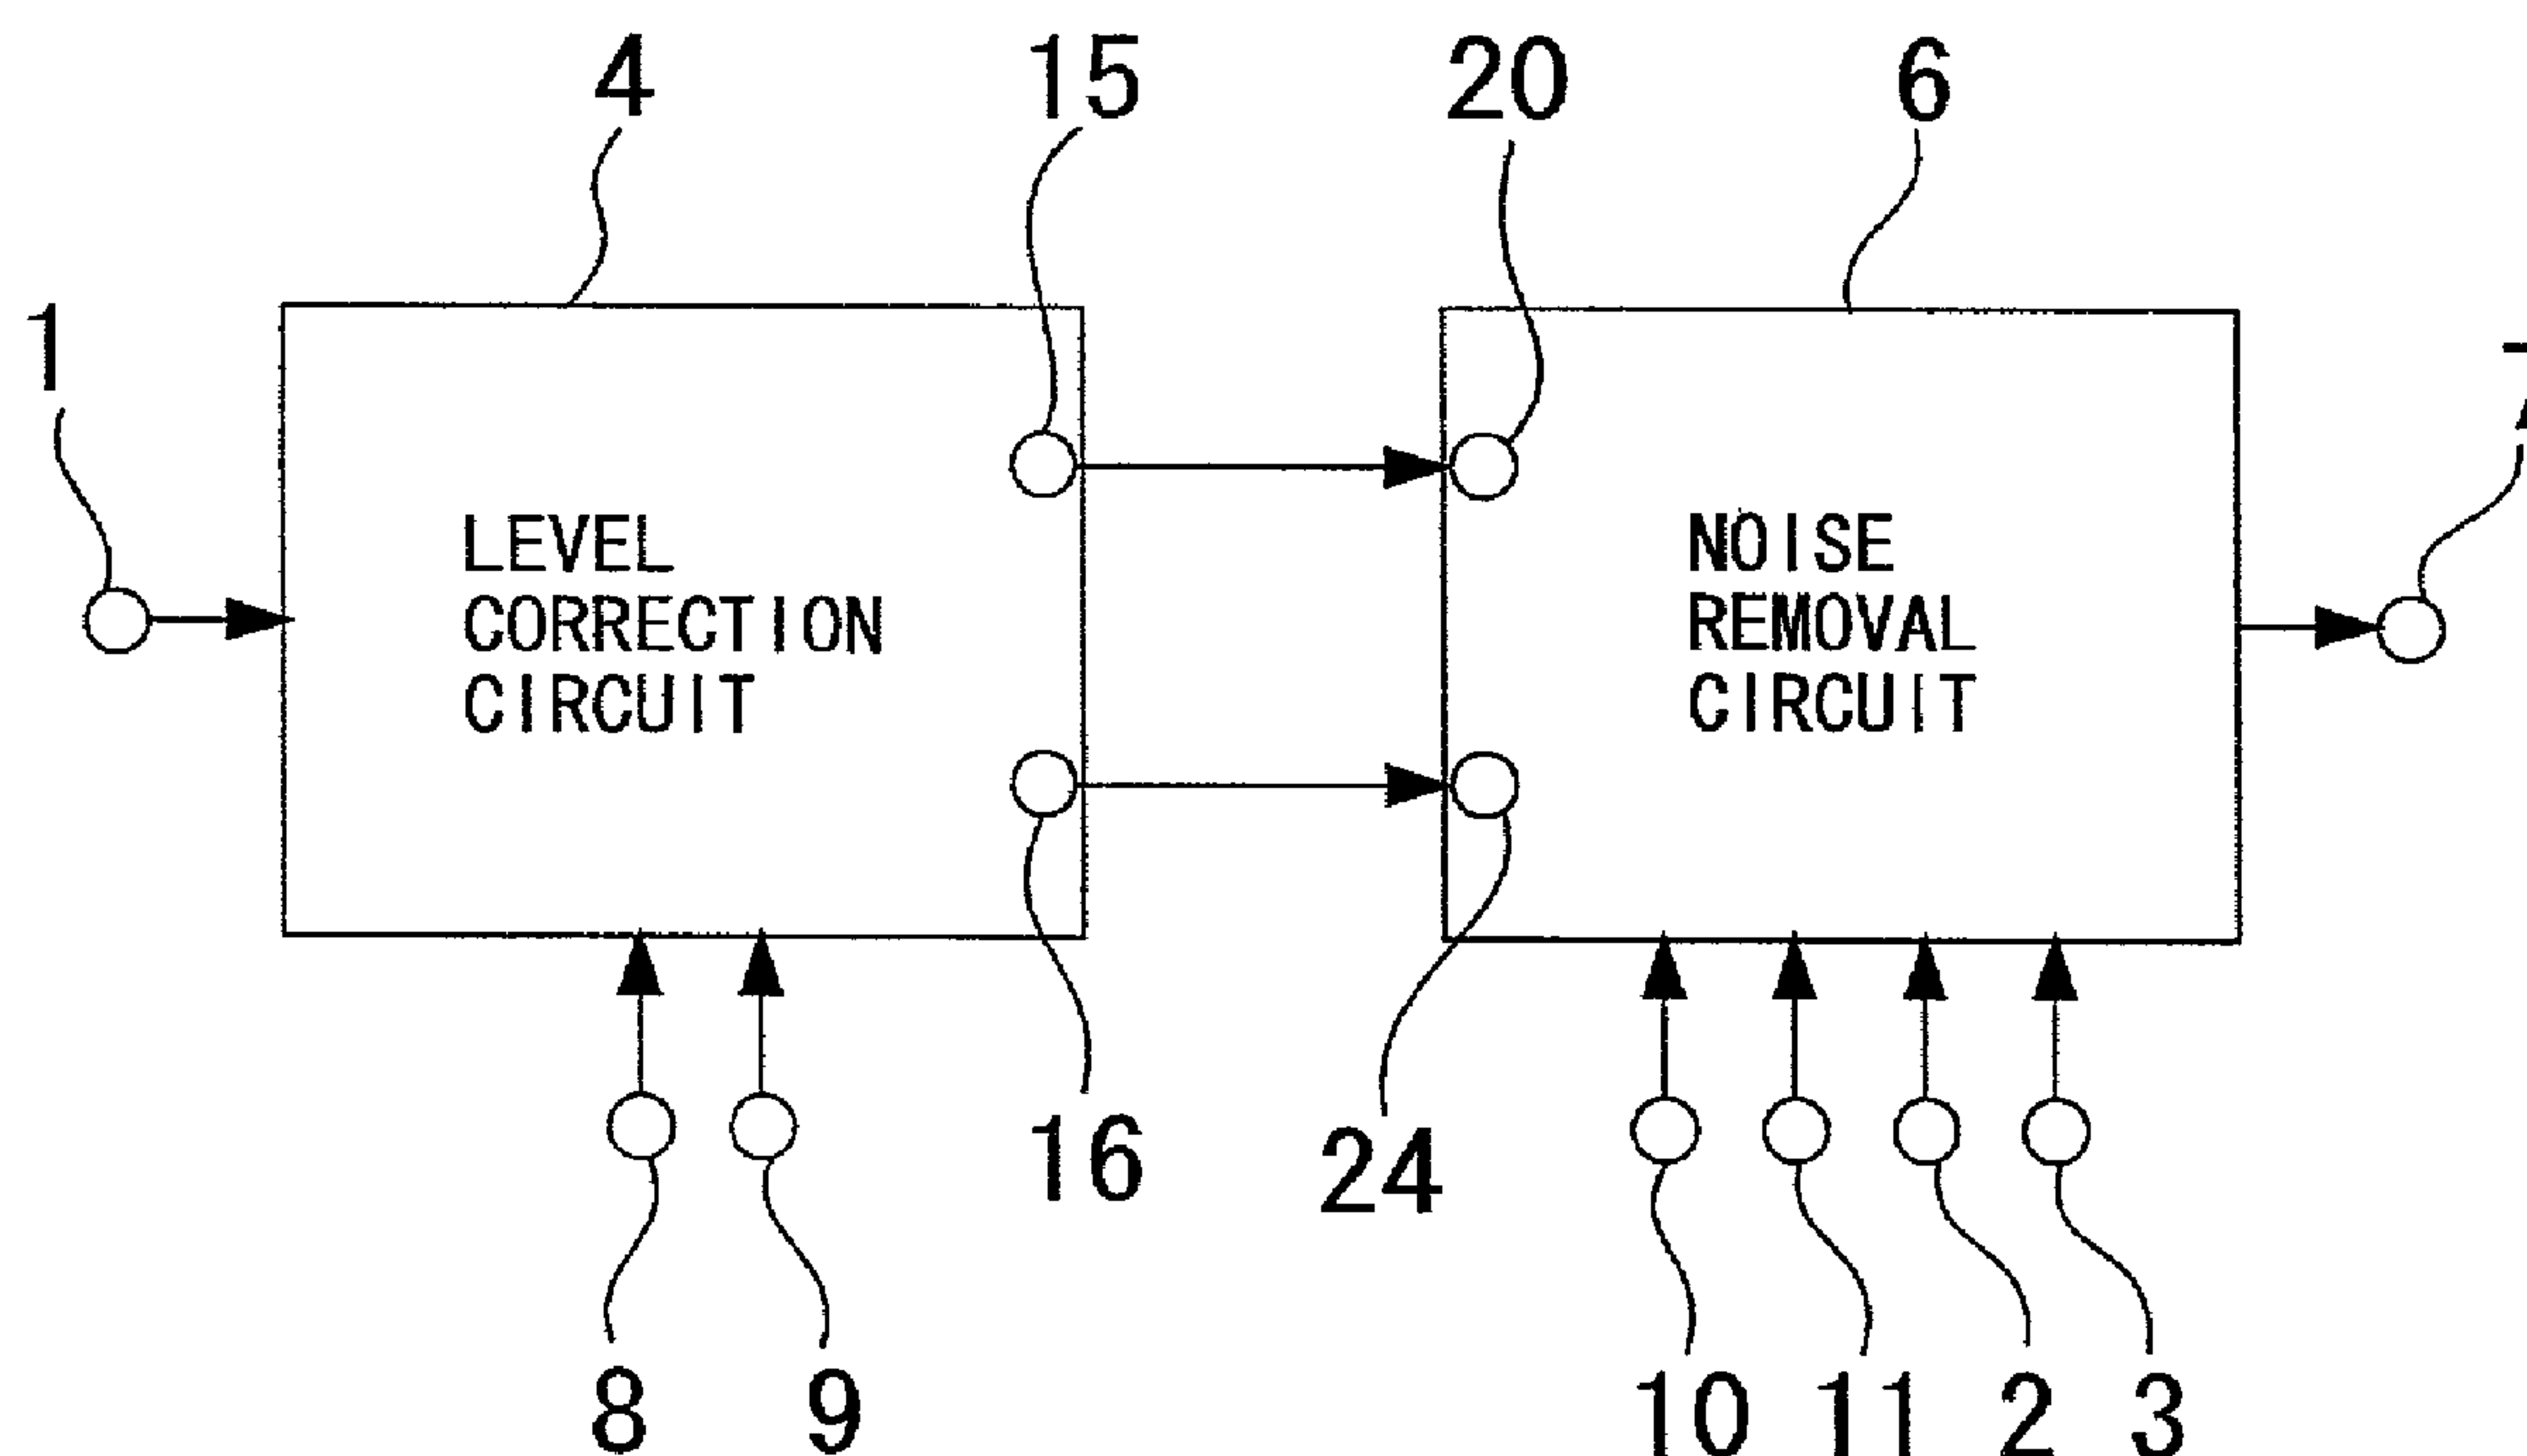 4 15 20 6
1
LEVEL
CORRECTION
CIRCUIT
NOISE
REMOVAL
CIRCUIT
16 24
8 9 10 11 2 3